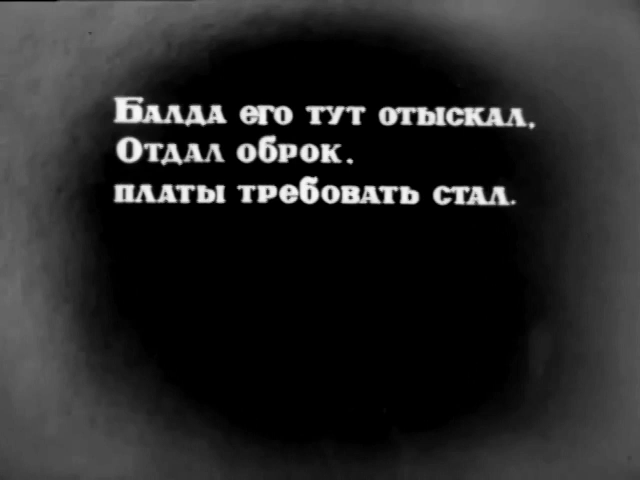 Балда его тут отыскал,
Отдал оброк,
платы требовать стал.